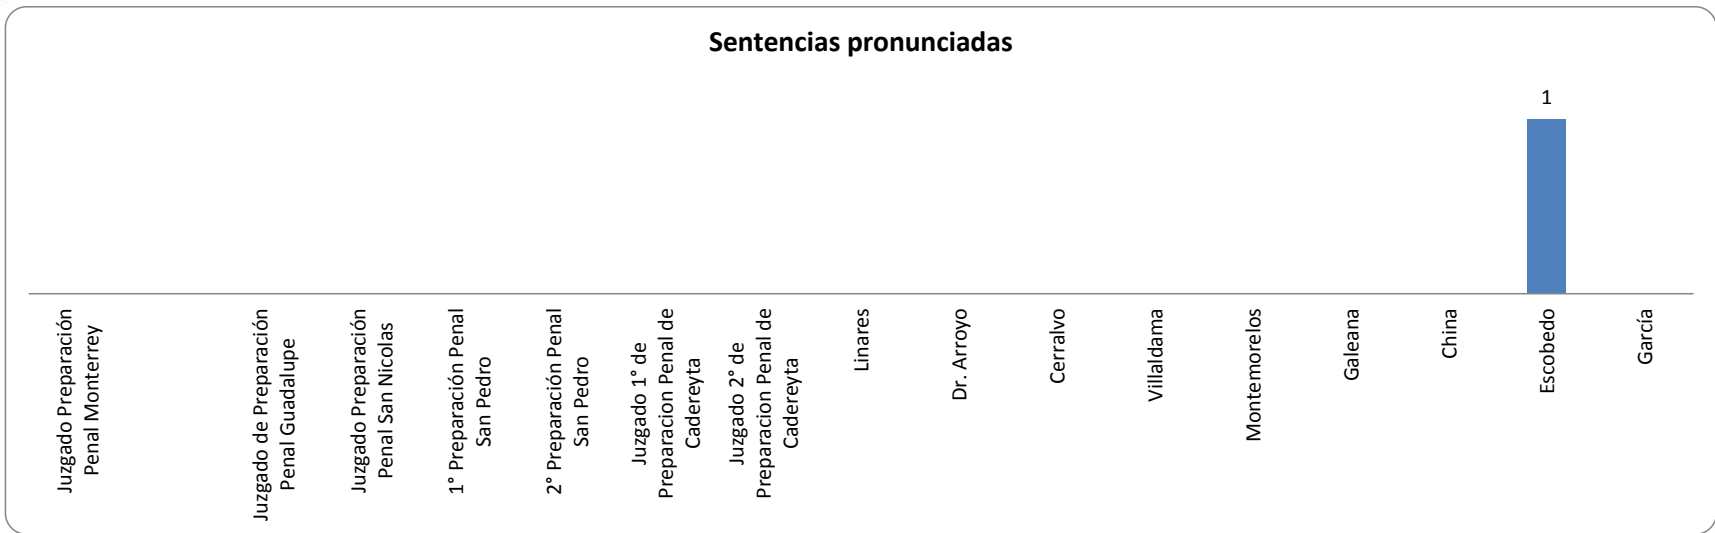 Sentencias pronunciadas
1
Juzgado Preparación
Penal Monterrey
Juzgado de Preparación
Penal Guadalupe
Juzgado Preparación
Penal San Nicolas
1° Preparación Penal
San Pedro
2° Preparación Penal
San Pedro
Juzgado 1° de
Preparacion Penal de
Cadereyta
Juzgado 2° de
Preparacion Penal de
Cadereyta
Linares
Dr. Arroyo
Cerralvo
Villaldama
Montemorelos
Galeana
China
Escobedo
García